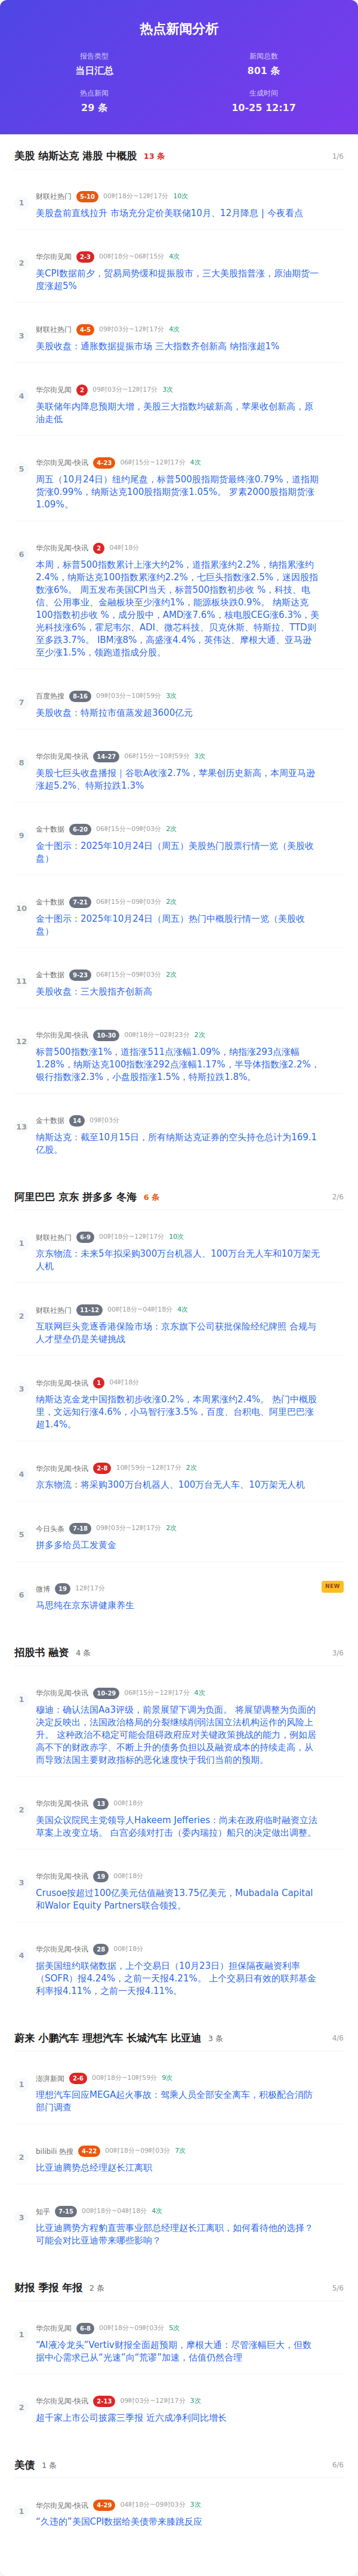 热点新闻分析
报告类型
当日汇总
新闻总数
801 条
热点新闻
29 条
生成时间
10-25 12:17
美股 纳斯达克 港股 中概股 13 条 1/6
1
财联社热门 5-10 00时18分~12时17分 10次
美股盘前直线拉升 市场充分定价美联储10月、12月降息 | 今夜看点
2
华尔街见闻 2-3 00时18分~06时15分 4次
美CPI数据前夕，贸易局势缓和提振股市，三大美股指普涨，原油期货一
度涨超5%
3
财联社热门 4-5 09时03分~12时17分 4次
美股收盘：通胀数据提振市场 三大指数齐创新高 纳指涨超1%
4
华尔街见闻 2 09时03分~12时17分 3次
美联储年内降息预期大增，美股三大指数均破新高，苹果收创新高，原
油走低
5
华尔街见闻-快讯 4-23 06时15分~12时17分 4次
周五（10月24日）纽约尾盘，标普500股指期货最终涨0.79%，道指期
货涨0.99%，纳斯达克100股指期货涨1.05%。 罗素2000股指期货涨
1.09%。
6
华尔街见闻-快讯 2 04时18分
本周，标普500指数累计上涨大约2%，道指累涨约2.2%，纳指累涨约
2.4%，纳斯达克100指数累涨约2.2%，七巨头指数涨2.5%，迷因股指
数涨6%。 周五发布美国CPI当天，标普500指数初步收 %，科技、电
信、公用事业、金融板块至少涨约1%，能源板块跌0.9%。 纳斯达克
100指数初步收 %，成分股中，AMD涨7.6%，核电股CEG涨6.3%，美
光科技涨6%，霍尼韦尔、ADI、微芯科技、贝克休斯、特斯拉、TTD则
至多跌3.7%。 IBM涨8%，高盛涨4.4%，英伟达、摩根大通、亚马逊
至少涨1.5%，领跑道指成分股。
7
百度热搜 8-16 09时03分~10时59分 3次
美股收盘：特斯拉市值蒸发超3600亿元
8
华尔街见闻-快讯 14-27 06时15分~10时59分 3次
美股七巨头收盘播报｜谷歌A收涨2.7%，苹果创历史新高，本周亚马逊
涨超5.2%、特斯拉跌1.3%
9
金十数据 6-20 06时15分~09时03分 2次
金十图示：2025年10月24日（周五）美股热门股票行情一览（美股收
盘）
10
金十数据 7-21 06时15分~09时03分 2次
金十图示：2025年10月24日（周五）热门中概股行情一览（美股收
盘）
11
金十数据 9-23 06时15分~09时03分 2次
美股收盘：三大股指齐创新高
12
华尔街见闻-快讯 10-30 00时18分~02时23分 2次
标普500指数涨1%，道指涨511点涨幅1.09%，纳指涨293点涨幅
1.28%，纳斯达克100指数涨292点涨幅1.17%，半导体指数涨2.2%，
银行指数涨2.3%，小盘股指涨1.5%，特斯拉跌1.8%。
13
金十数据 14 09时03分
纳斯达克：截至10月15日，所有纳斯达克证券的空头持仓总计为169.1
亿股。
阿里巴巴 京东 拼多多 冬海 6 条 2/6
1
财联社热门 6-9 00时18分~12时17分 10次
京东物流：未来5年拟采购300万台机器人、100万台无人车和10万架无
人机
2
财联社热门 11-12 00时18分~04时18分 4次
互联网巨头竞逐香港保险市场：京东旗下公司获批保险经纪牌照 合规与
人才壁垒仍是关键挑战
3
华尔街见闻-快讯 1 04时18分
纳斯达克金龙中国指数初步收涨0.2%，本周累涨约2.4%。 热门中概股
里，文远知行涨4.6%，小马智行涨3.5%，百度、台积电、阿里巴巴涨
超1.4%。
4
华尔街见闻-快讯 2-8 10时59分~12时17分 2次
京东物流：将采购300万台机器人、100万台无人车、10万架无人机
5
今日头条 7-18 09时03分~12时17分 2次
拼多多给员工发黄金
6
微博 19 12时17分 NEW
马思纯在京东讲健康养生
招股书 融资 4 条 3/6
1
华尔街见闻-快讯 10-29 06时15分~12时17分 4次
穆迪：确认法国Aa3评级，前景展望下调为负面。 将展望调整为负面的
决定反映出，法国政治格局的分裂继续削弱法国立法机构运作的风险上
升。 这种政治不稳定可能会阻碍政府应对关键政策挑战的能力，例如居
高不下的财政赤字、不断上升的债务负担以及融资成本的持续走高，从
而导致法国主要财政指标的恶化速度快于我们当前的预期。
2
华尔街见闻-快讯 13 00时18分
美国众议院民主党领导人Hakeem Jefferies：尚未在政府临时融资立法
草案上改变立场。 白宫必须对打击（委内瑞拉）船只的决定做出调整。
3
华尔街见闻-快讯 19 00时18分
Crusoe按超过100亿美元估值融资13.75亿美元，Mubadala Capital
和Walor Equity Partners联合领投。
4
华尔街见闻-快讯 28 00时18分
据美国纽约联储数据，上个交易日（10月23日）担保隔夜融资利率
（SOFR）报4.24%，之前一天报4.21%。 上个交易日有效的联邦基金
利率报4.11%，之前一天报4.11%。
蔚来 小鹏汽车 理想汽车 长城汽车 比亚迪 3 条 4/6
1
澎湃新闻 2-6 00时18分~10时59分 9次
理想汽车回应MEGA起火事故：驾乘人员全部安全离车，积极配合消防
部门调查
2
bilibili 热搜 4-22 00时18分~09时03分 7次
比亚迪腾势总经理赵长江离职
3
知乎 7-15 00时18分~04时18分 4次
比亚迪腾势方程豹直营事业部总经理赵长江离职，如何看待他的选择？
可能会对比亚迪带来哪些影响？
财报 季报 年报 2 条 5/6
1
华尔街见闻 6-8 00时18分~09时03分 5次
“AI液冷龙头”Vertiv财报全面超预期，摩根大通：尽管涨幅巨大，但数
据中心需求已从“光速”向“荒谬”加速，估值仍然合理
2
华尔街见闻-快讯 2-13 09时03分~12时17分 3次
超千家上市公司披露三季报 近六成净利同比增长
美债 1 条 6/6
1
华尔街见闻-快讯 4-29 04时18分~09时03分 3次
“久违的”美国CPI数据给美债带来膝跳反应